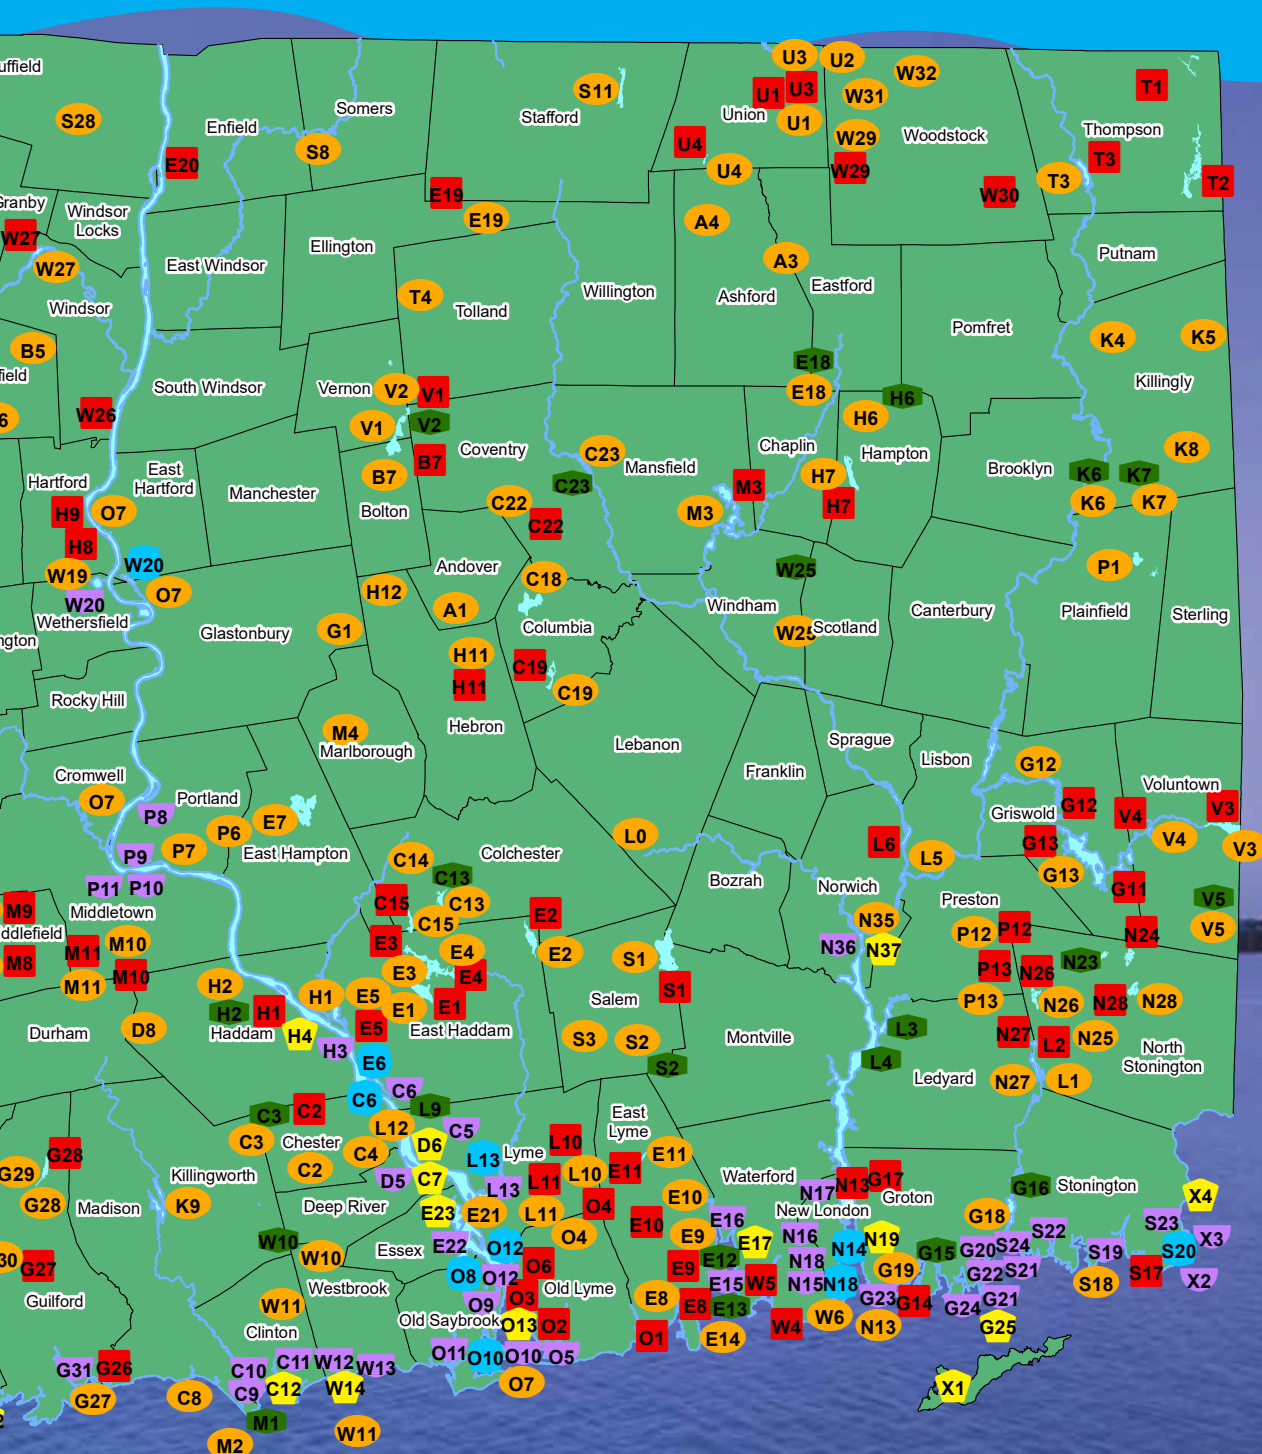 U3
U2
W32
uffield
S11
U1
U3
W31
T1
Somers
Stafford
Union
S28
Enfield
U1
W29
Woodstock
Thompson
U4
S8
E20
U4
W29
T3
T3
T2
E19
W30
Granby
Windsor
Locks
E19
A4
W27
Ellington
W27
East Windsor
A3
Putnam
Willington
Eastford
Ashford
T4
Tolland
Windsor
Pomfret
B5
K4
K5
E18
field
South Windsor
Vernon
V2
V1
E18
H6
Killingly
W26
6
V1
V2
H6
Coventry
Chaplin
K8
B7
C23
Mansfield
Hampton
East
Hartford
Hartford
Manchester
B7
C23
M3
H7
Brooklyn
K6
K7
H9
O7
Bolton
C22
C22
M3
H7
K6
K7
H8
W20
Andover
W25
P1
W19
O7
H12
C18
W20
A1
Windham
Canterbury
Plainfield
Sterling
Wethersfield
Glastonbury
G1
Columbia
W25
Scotland
ngton
H11
C19
H11
C19
Rocky Hill
Hebron
M4
Marlborough
Lebanon
Sprague
Lisbon
G12
Cromwell
Franklin
Voluntown
O7
Portland
P8
E7
Griswold
G12
V4
V3
P6
L0
L6
G13
V4
V3
P9
P7
East Hampton
C14
Colchester
L5
G13
P11
P10
C13
Bozrah
Norwich
G11
V5
M9
Middletown
C15
C13
E2
Preston
ddlefield
M10
C15
N35
P12
P12
N24
V5
M11
E3
E4
E2
S1
N36
N37
M8
M10
E3
E4
P13
N26
N23
M11
H2
H1
E5
E1
E1
Salem
S1
P13
N26
N28
N28
H2
H1
D8
Haddam
H4
E5
East Haddam
S3
S2
Montville
L3
N27
L2
N25
Durham
H3
E6
S2
L4
Ledyard
North
Stonington
C6
C6
N27
L1
C3
C2
L9
East
Lyme
C3
Chester
L12
C5
G28
C4
D6
L10
E11
C2
L13
Lyme
G29
Killingworth
D5
C7
L10
E11
Waterford
N13
G17
G16
Stonington
L13
L11
N17
Groton
X4
G28
Madison
K9
Deep River
E23
E21
L11
O4
E10
New London
G18
E10
E16
S22
S23
W10
Essex
E22
O12
O4
E9
E17
N16
N14
N19
G15
G20
S24
S19
S20
X3
30
G27
W10
O8
O12
O6
E9
E12
N18
G19
G22
S21
S17
X2
Guilford
Westbrook
Old Lyme
E15
W5
N15
N18
S18
W11
O9
O3
E8
E8
E13
G23
G14
G24
G21
Clinton
Old Saybrook
O13
O2
O1
E14
W4
W6
N13
G25
G31
G26
C10
C11
W12
W13
O11
O10
O10
O5
G27
C8
C9
C12
W14
O7
X1
M1
M2
W11